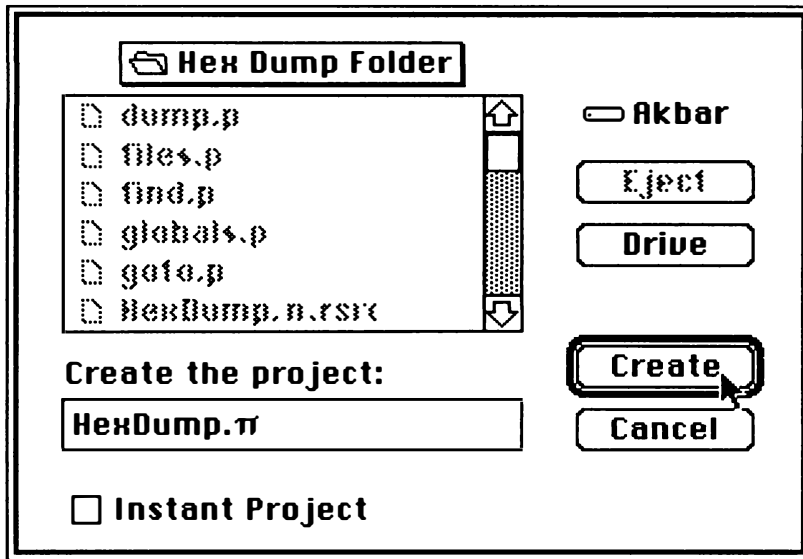 Hex Dump Folder
dump.p
files.p
find.p
globals.p
goto.p
HexDump.π.rsrc
Akbar
Eject
Drive
Create the project:
HexDump.π
Create
Cancel
Instant Project